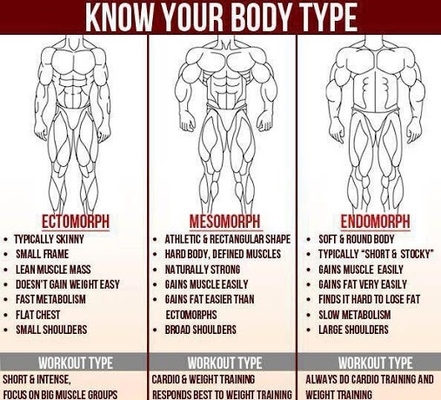 KNOW YOUR BODY TYPE
ECTOMORPH
• TYPICALLY SKINNY
• SMALL FRAME
• LEAN MUSCLE MASS
• DOESN'T GAIN WEIGHT EASY
• FAST METABOLISM
• FLAT CHEST
• SMALL SHOULDERS
WORKOUT TYPE
SHORT & INTENSE,
FOCUS ON BIG MUSCLE GROUPS
MESOMORPH
• ATHLETIC & RECTANGULAR SHAPE
• HARD BODY, DEFINED MUSCLES
• NATURALLY STRONG
• GAINS MUSCLE EASILY
• GAINS FAT EASIER THAN
ECTOMORPHS
• BROAD SHOULDERS
WORKOUT TYPE
CARDIO & WEIGHT TRAINING
RESPONDS BEST TO WEIGHT TRAINING
ENDOMORPH
• SOFT & ROUND BODY
• TYPICALLY "SHORT & STOCKY"
• GAINS MUSCLE EASILY
• GAINS FAT VERY EASILY
• FINDS IT HARD TO LOSE FAT
• SLOW METABOLISM
• LARGE SHOULDERS
WORKOUT TYPE
ALWAYS DO CARDIO TRAINING AND
WEIGHT TRAINING